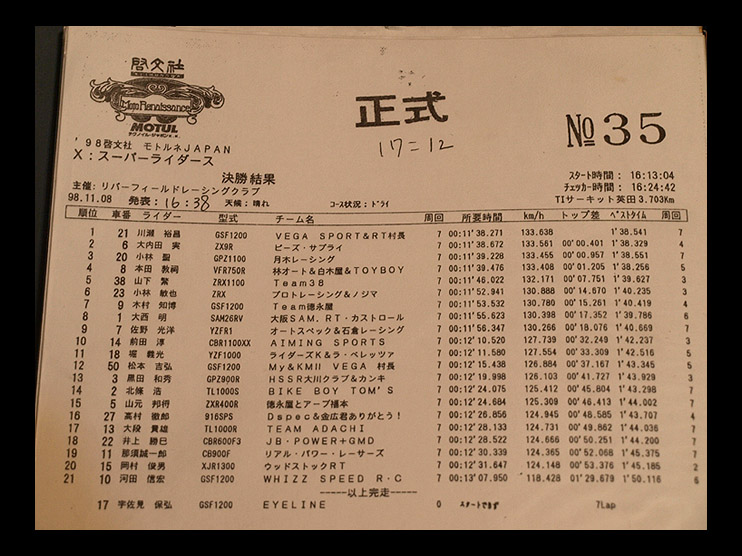 啓文社
Moto Renaissance
MOTUL
正式
17=12
№ 35
'98啓文社 モトルネJAPAN
X:スーパーライダース
決勝結果
スタート時間: 16:13:04
チェッカー時間: 16:24:42
主催: リバーフィールドレーシングクラブ
98.11.08 発表: 16:38 天候: 晴れ コース状況: ドライ TIサーキット英田 3.703Km
順位 車番 ライダー 型式 チーム名 周回 所要時間 km/h トップ差 ベストタイム 周回
1 21 川瀬 裕昌 GSF1200 VEGA SPORT&RT村長 7 00:11'38.271 133.638 1'38.541 7
2 6 大内田 実 ZX9R ビーズ・サプライ 7 00:11'38.672 133.561 00'00.401 1'38.329 4
3 20 小林 聖 GPZ1100 月木レーシング 7 00:11'39.228 133.455 00'00.957 1'38.551 7
4 8 本田 敦祠 VFR750R 林オート&白木屋&TOYBOY 7 00:11'39.476 133.408 00'01.205 1'38.256 5
5 38 山下 繁 ZRX1100 Team38 7 00:11'46.022 132.171 00'07.751 1'39.627 3
6 23 小林 敏也 ZRX プロトレーシング&ノジマ 7 00:11'52.941 130.888 00'14.670 1'40.235 3
7 9 木村 知博 GSF1200 Team徳永屋 7 00:11'53.532 130.780 00'15.261 1'40.419 4
8 1 大西 明 SAM26RV 大阪SAM.RT・カストロール 7 00:11'55.623 130.398 00'17.352 1'39.786 6
9 7 佐野 光洋 YZFR1 オートスペック&石倉レーシング 7 00:11'56.347 130.266 00'18.076 1'40.669 7
10 14 前田 淳 CBR1100XX AIMING SPORTS 7 00:12'10.520 127.739 00'32.249 1'42.237 3
11 18 堀 義光 YZF1000 ライダーズK&ラ・ベレッツァ 7 00:12'11.580 127.554 00'33.309 1'42.516 5
12 50 松本 吉弘 GSF1200 My&KMII VEGA 村長 7 00:12'15.438 126.884 00'37.167 1'43.345 5
13 3 黒田 和秀 GPZ900R HSSR大川クラブ&カンキ 7 00:12'19.998 126.103 00'41.727 1'43.929 3
14 2 北條 浩 TL1000S BIKE BOY TOM'S 7 00:12'24.075 125.412 00'45.804 1'43.298 7
15 5 山元 邦将 ZXR400R 徳永屋とアープ橋本 7 00:12'24.684 125.309 00'46.413 1'44.002 7
16 27 高村 徹郎 916SPS Dspec&金広君ありがとう! 7 00:12'26.856 124.945 00'48.585 1'43.707 4
17 13 大段 貴雄 TL1000R TEAM ADACHI 7 00:12'28.133 124.731 00'49.862 1'44.036 7
18 22 井上 勝巳 CBR600F3 JB・POWER+GMD 7 00:12'28.522 124.666 00'50.251 1'44.200 7
19 11 那須誠一郎 CB900F リアル・パワー・レーサーズ 7 00:12'30.339 124.365 00'52.068 1'45.375 7
20 15 岡村 俊男 XJR1300 ウッドストックRT 7 00:12'31.647 124.148 00'53.376 1'45.185 2
21 10 河田 信宏 GSF1200 WHIZZ SPEED R・C 7 00:13'07.950 118.428 01'29.679 1'50.116 6
-----以上完走-----
17 宇佐見 保弘 GSF1200 EYELINE 0 スタートできず 7Lap